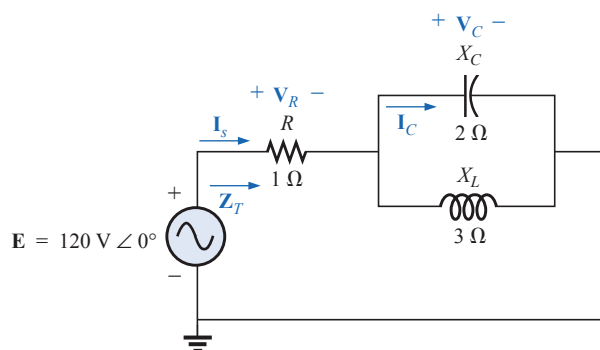 + V_C −
X_C
+ V_R −
I_s
R
I_C
2 Ω
1 Ω
X_L
+
Z_T
3 Ω
E = 120 V ∠ 0°
−